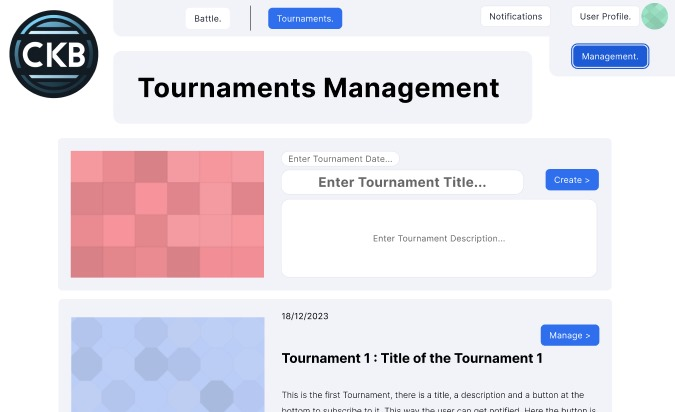 CKB
Battle.
Tournaments.
Notifications
User Profile.
Management.
Tournaments Management
Enter Tournament Date...
Enter Tournament Title...
Create >
Enter Tournament Description...
18/12/2023
Manage >
Tournament 1 : Title of the Tournament 1
This is the first Tournament, there is a title, a description and a button at the
bottom to subscribe to it. This way the user can get notified. Here the button is